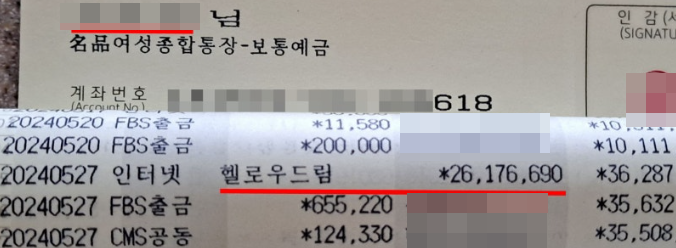 님
인 감 (
(SIGNATU
名品여성종합통장-보통예금
계좌번호
(Account No.)
618
20240520 FBS출금 *11,580
20240520 FBS출금 *200,000 *10,111
20240527 인터넷 헬로우드림 *26,176,690 *36,287
20240527 FBS출금 *655,220 *35,632
20240527 CMS공동 *124,330 *35,508